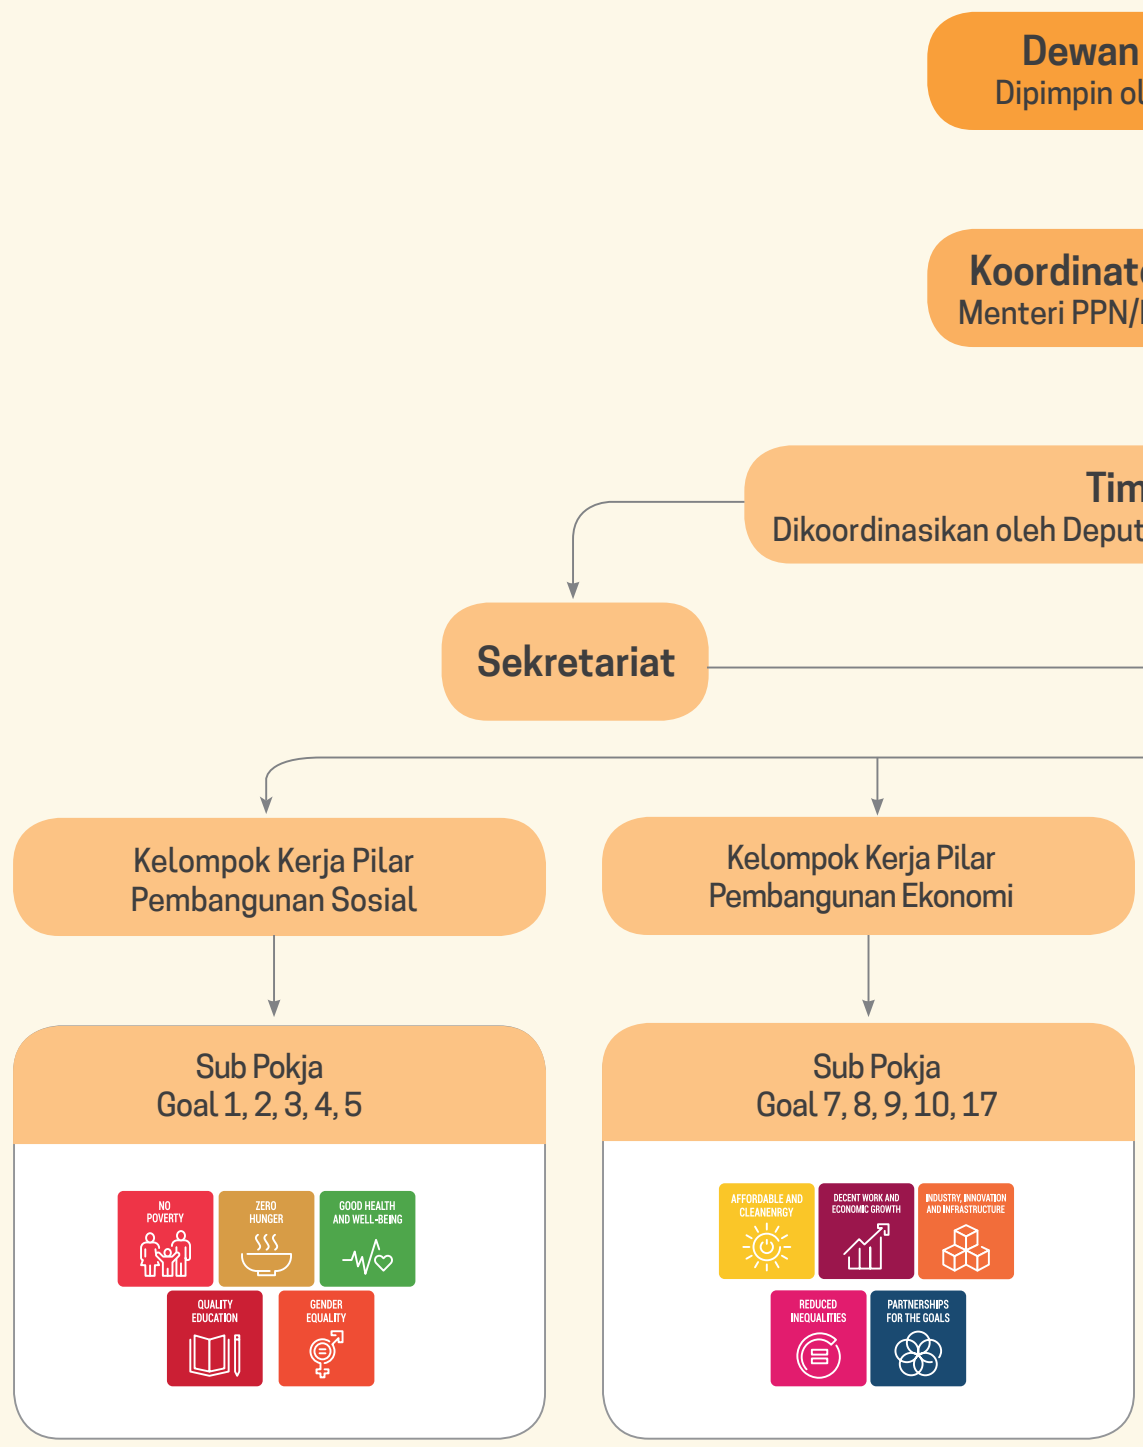 Dewan
Dipimpin ol
Koordinat
Menteri PPN/
Tim
Dikoordinasikan oleh Deput
Sekretariat
Kelompok Kerja Pilar
Pembangunan Sosial
Kelompok Kerja Pilar
Pembangunan Ekonomi
Sub Pokja
Goal 1, 2, 3, 4, 5
Sub Pokja
Goal 7, 8, 9, 10, 17
NO
POVERTY
ZERO
HUNGER
GOOD HEALTH
AND WELL-BEING
QUALITY
EDUCATION
GENDER
EQUALITY
AFFORDABLE AND
CLEANENRGY
DECENT WORK AND
ECONOMIC GROWTH
INDUSTRY, INNOVATION
AND INFRASTRUCTURE
REDUCED
INEQUALITIES
PARTNERSHIPS
FOR THE GOALS